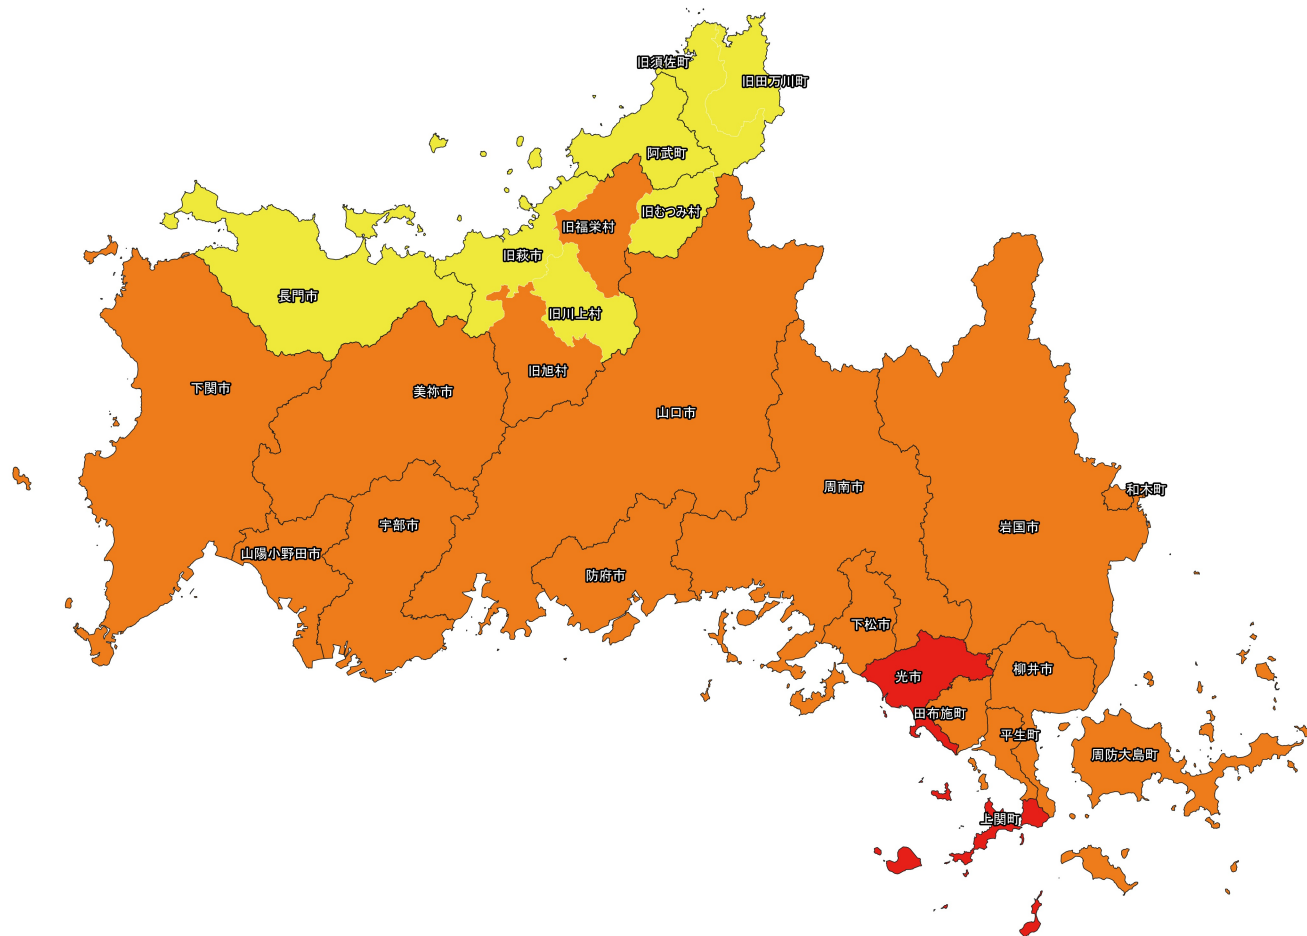 旧須佐町
旧田万川町
阿武町
旧むつみ村
旧福栄村
旧萩市
長門市
旧川上村
旧旭村
下関市
美祢市
山口市
周南市
和木町
宇部市
岩国市
山陽小野田市
防府市
下松市
柳井市
光市
田布施町
平生町
周防大島町
上関町